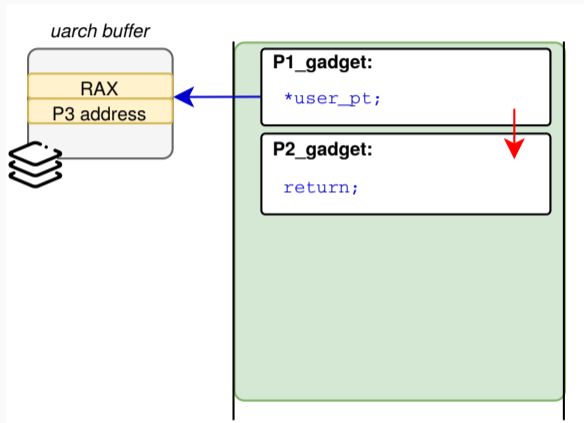 uarch buffer
RAX
P3 address
P1_gadget:
*user_pt;
P2_gadget:
return;